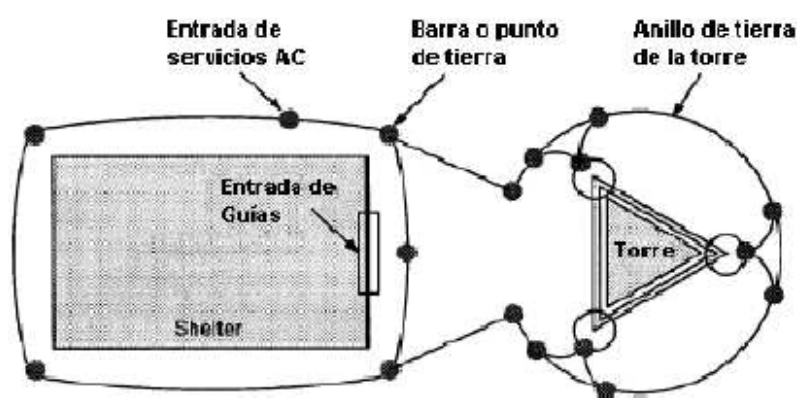 Entrada de
servicios AC
Barra o punto
de tierra
Anillo de tierra
de la torre
Entrada de
Guías
Torre
Shelter